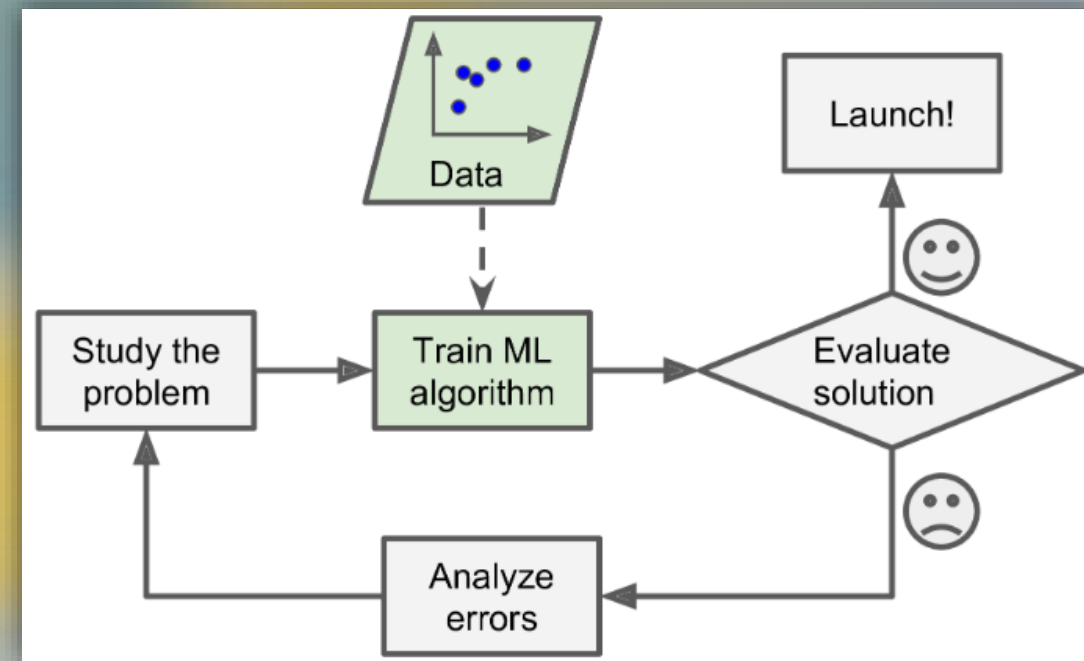 Data
Launch!
Study the
problem
Train ML
algorithm
Evaluate
solution
Analyze
errors